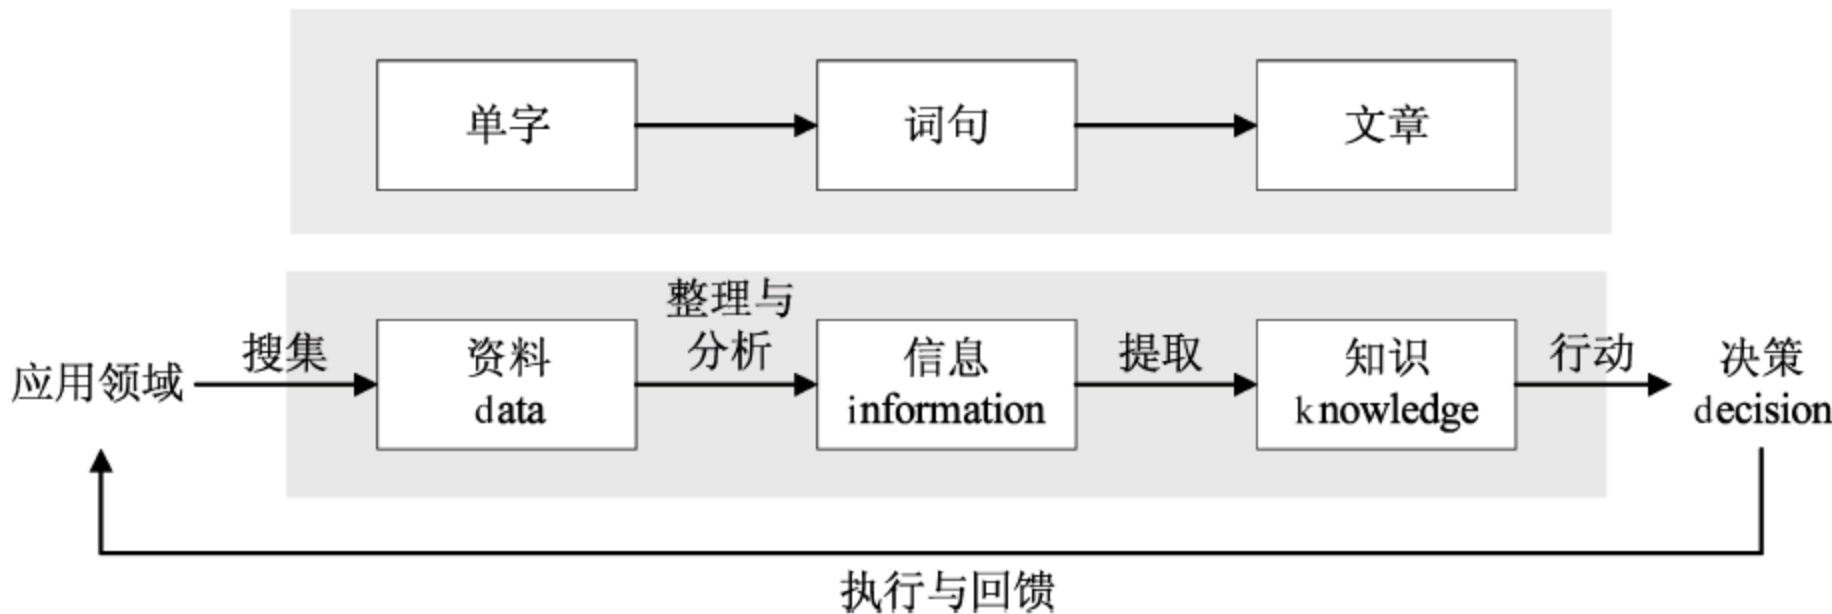 单字
词句
文章
应用领域
搜集
资料
data
整理与
分析
信息
information
提取
知识
knowledge
行动
决策
decision
执行与回馈